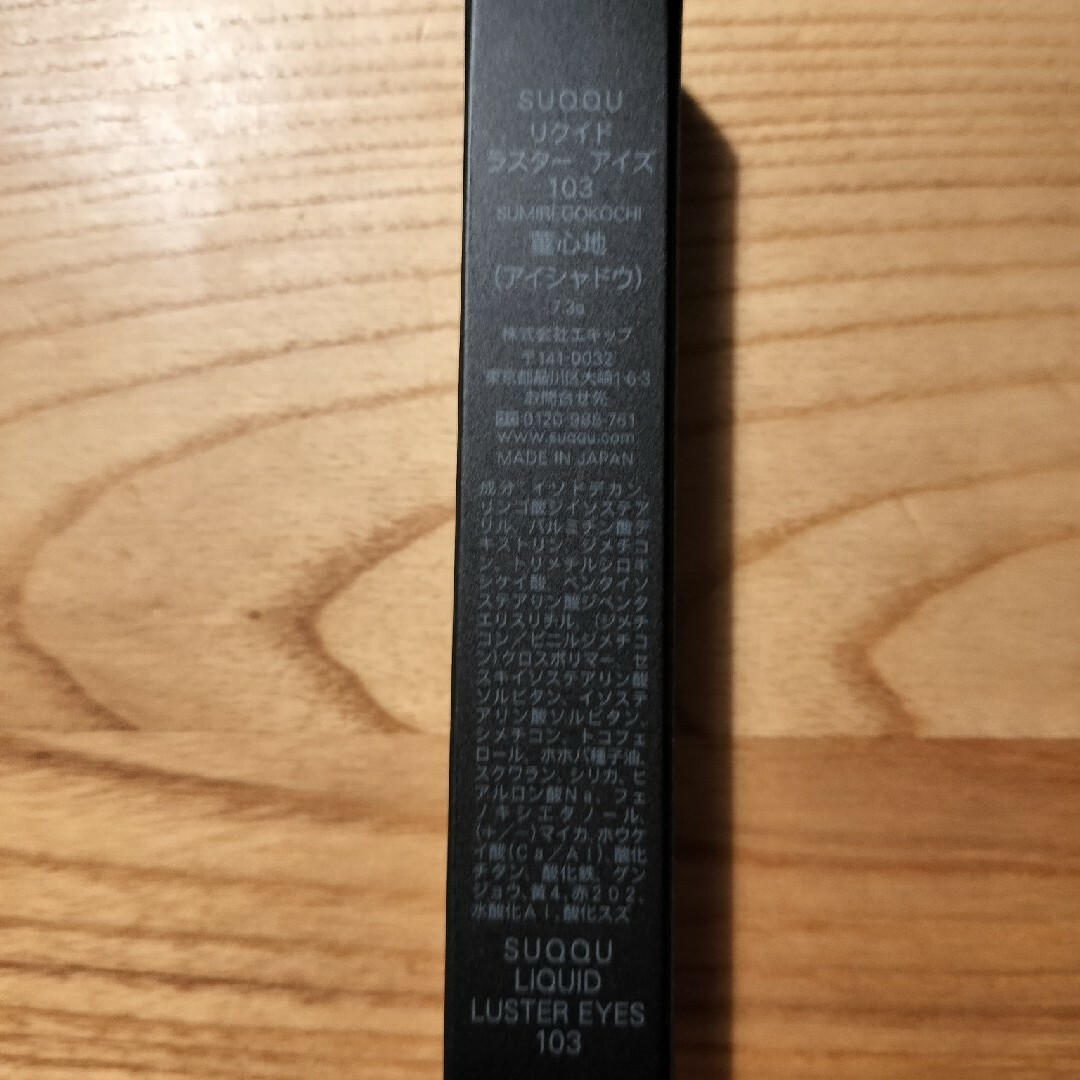 SUQQU
リクイド
ラスター アイズ
103
SUMIREGOKOCHI
菫心地
(アイシャドウ)
7.3g
株式会社エキップ
〒141-0032
東京都品川区大崎1-6-3
お問合せ先
0120-988-761
www.suqqu.com
MADE IN JAPAN
成分:イソドデカン、
リンゴ酸ジイソステア
リル、パルミチン酸デ
キストリン、ジメチコ
ン、トリメチルシロキ
シケイ酸、ペンタイソ
ステアリン酸ジペンタ
エリスリチル、(ジメチ
コン/ビニルジメチコ
ン)クロスポリマー、セ
スキイソステアリン酸
ソルビタン、イソステ
アリン酸ソルビタン、
ジメチコン、トコフェ
ロール、ホホバ種子油、
スクワラン、シリカ、ヒ
アルロン酸Na、フェ
ノキシエタノール、
(+/-)マイカ、ホウケ
イ酸(Ca/Al)、酸化
チタン、酸化鉄、グン
ジョウ、黄4、赤202、
水酸化Al、酸化スズ
SUQQU
LIQUID
LUSTER EYES
103